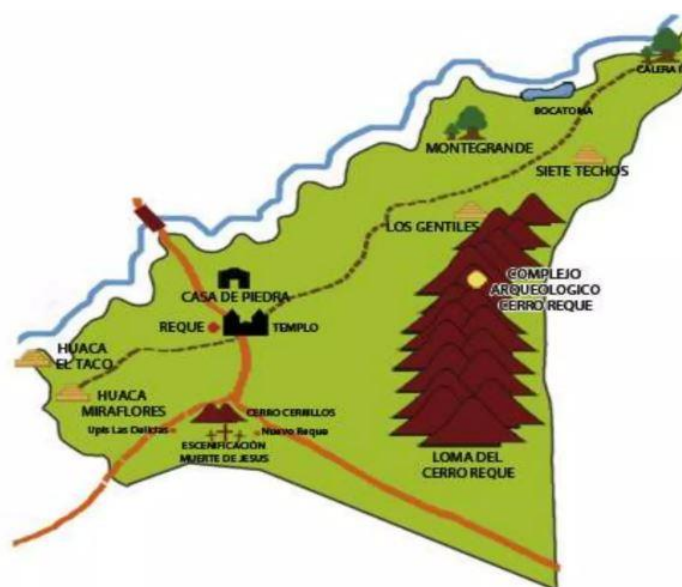 CALERA
BOCATOMA
MONTEGRANDE
SIETE TECHOS
LOS GENTILES
COMPLEJO
ARQUEOLOGICO
CERRO REQUE
CASA DE PIEDRA
REQUE
TEMPLO
HUACA
EL TACO
HUACA
MIRAFLORES
CERRO CERRILLOS
Upis Las Delicias
Nuevo Reque
ESCENIFICACIÓN
MUERTE DE JESUS
LOMA DEL
CERRO REQUE